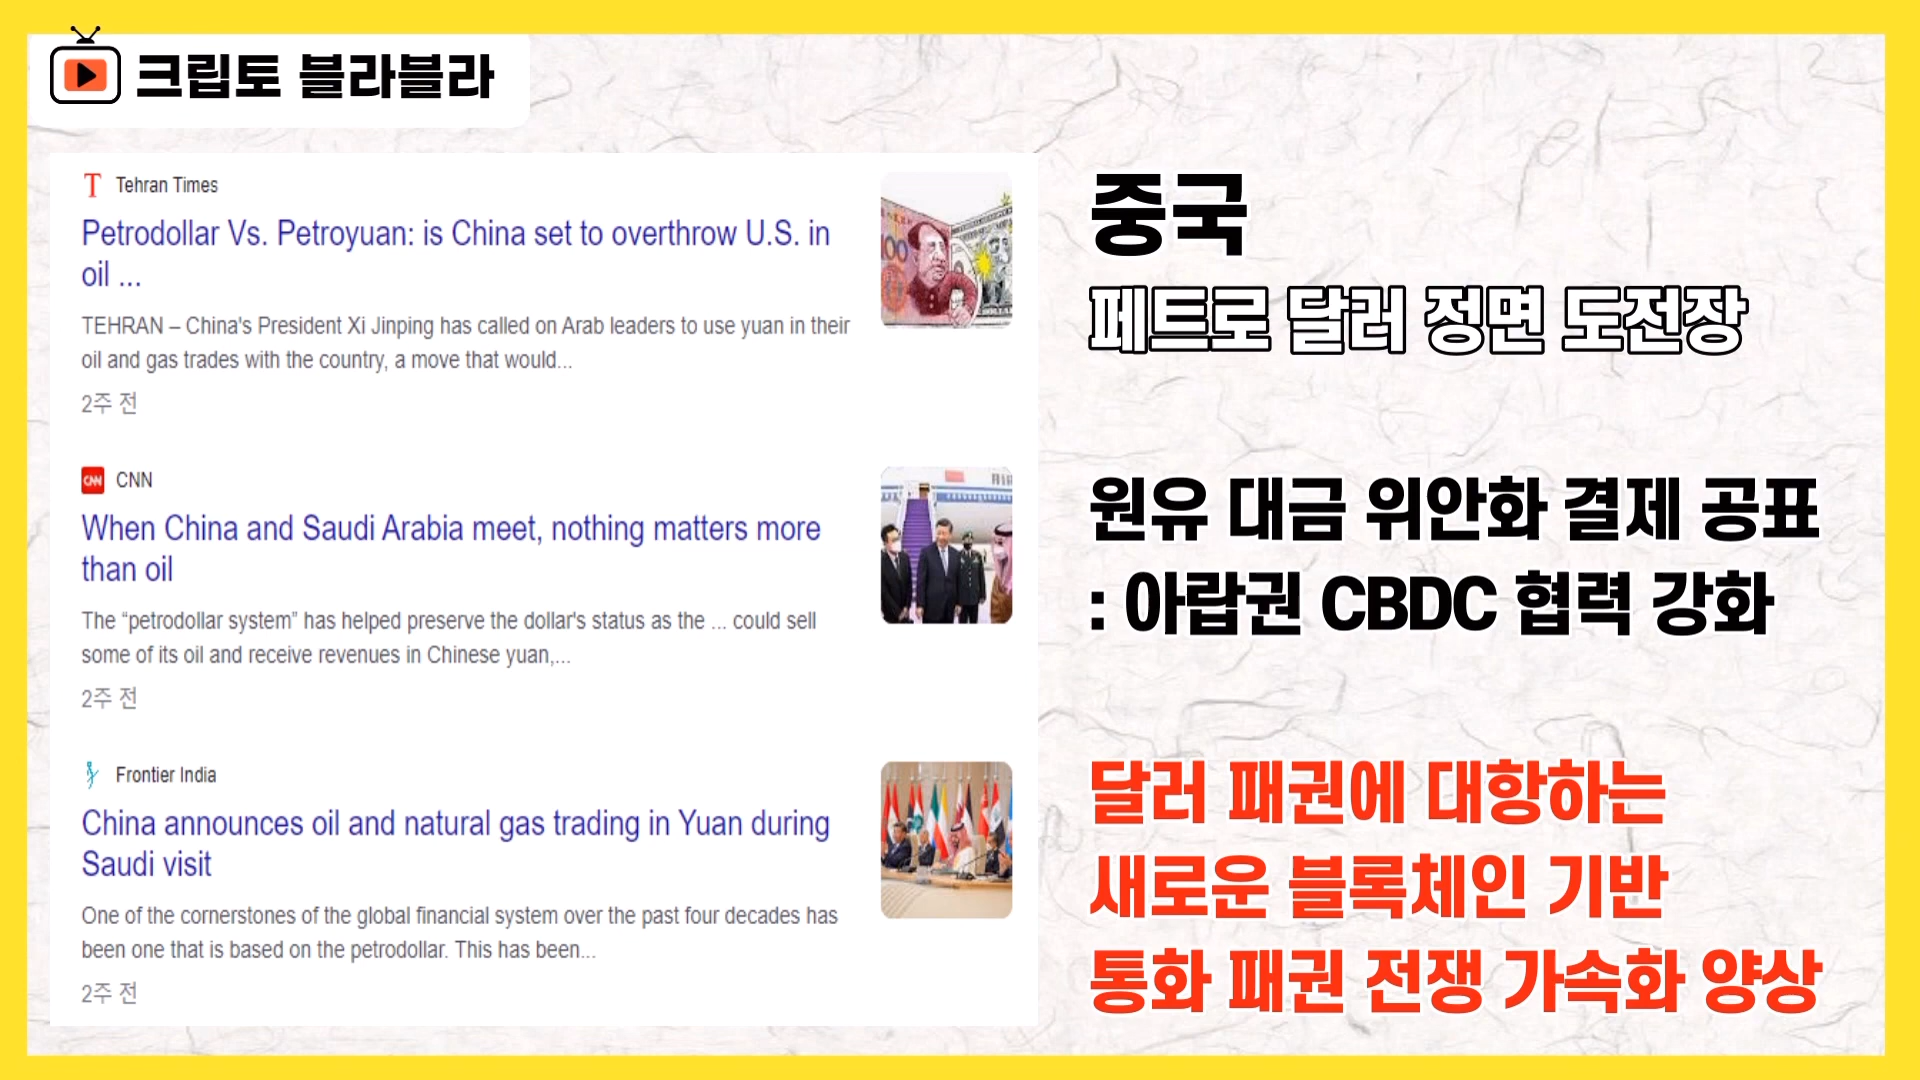 크립토 블라블라
Tehran Times
Petrodollar Vs. Petroyuan: is China set to overthrow U.S. in
oil ...
TEHRAN – China's President Xi Jinping has called on Arab leaders to use yuan in their
oil and gas trades with the country, a move that would...
2주 전
CNN
When China and Saudi Arabia meet, nothing matters more
than oil
The “petrodollar system” has helped preserve the dollar's status as the ... could sell
some of its oil and receive revenues in Chinese yuan,...
2주 전
Frontier India
China announces oil and natural gas trading in Yuan during
Saudi visit
One of the cornerstones of the global financial system over the past four decades has
been one that is based on the petrodollar. This has been...
2주 전
중국
페트로 달러 정면 도전장
원유 대금 위안화 결제 공표
: 아랍권 CBDC 협력 강화
달러 패권에 대항하는
새로운 블록체인 기반
통화 패권 전쟁 가속화 양상